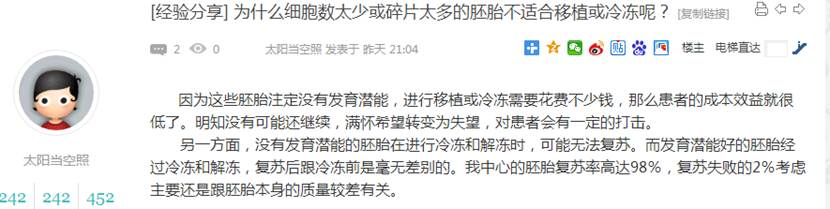 [经验分享] 为什么细胞数太少或碎片太多的胚胎不适合移植或冷冻呢？ [复制链接]
2 0 太阳当空照 发表于 昨天 21:04 贴 楼主 电梯直达
因为这些胚胎注定没有发育潜能，进行移植或冷冻需要花费不少钱，那么患者的成本效益就很
低了。明知没有可能还继续，满怀希望转变为失望，对患者会有一定的打击。
另一方面，没有发育潜能的胚胎在进行冷冻和解冻时，可能无法复苏。而发育潜能好的胚胎经
过冷冻和解冻，复苏后跟冷冻前是毫无差别的。我中心的胚胎复苏率高达98%，复苏失败的2%考虑
主要还是跟胚胎本身的质量较差有关。
太阳当空照
242 242 452